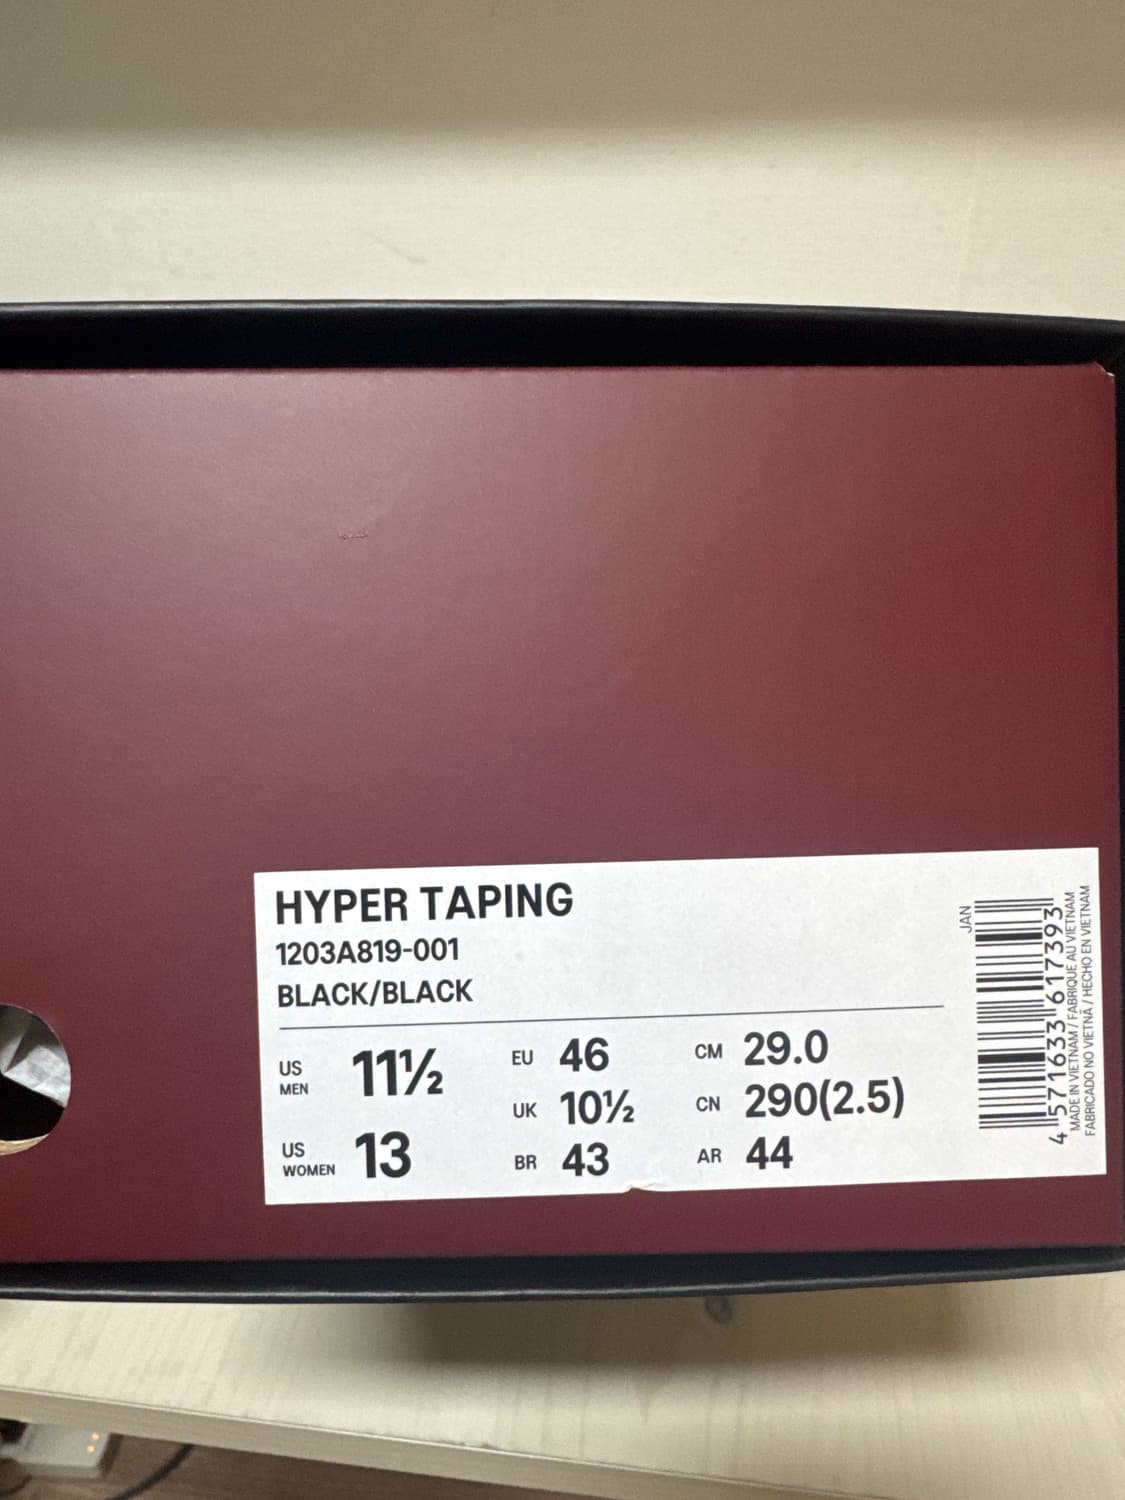 HYPER TAPING
1203A819-001
BLACK/BLACK
US MEN 11½
EU 46
CM 29.0
UK 10½
CN 290(2.5)
US WOMEN 13
BR 43
AR 44
JAN
4 571633 617393
MADE IN VIETNAM / FABRIQUÉ AU VIETNAM
FABRICADO NO VIETNÃ / HECHO EN VIETNAM